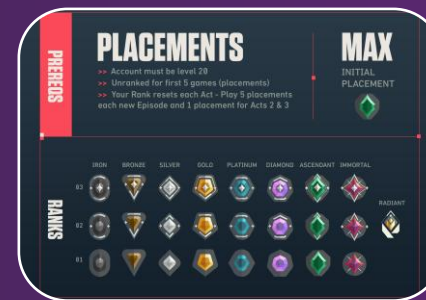 PREREQS
PLACEMENTS
>> Account must be level 20
>> Unranked for first 5 games (placements)
>> Your Rank resets each Act - Play 5 placements
each new Episode and 1 placement for Acts 2 & 3
MAX
INITIAL
PLACEMENT
RANKS
IRON BRONZE SILVER GOLD PLATINUM DIAMOND ASCENDANT IMMORTAL
RADIANT
03
02
01